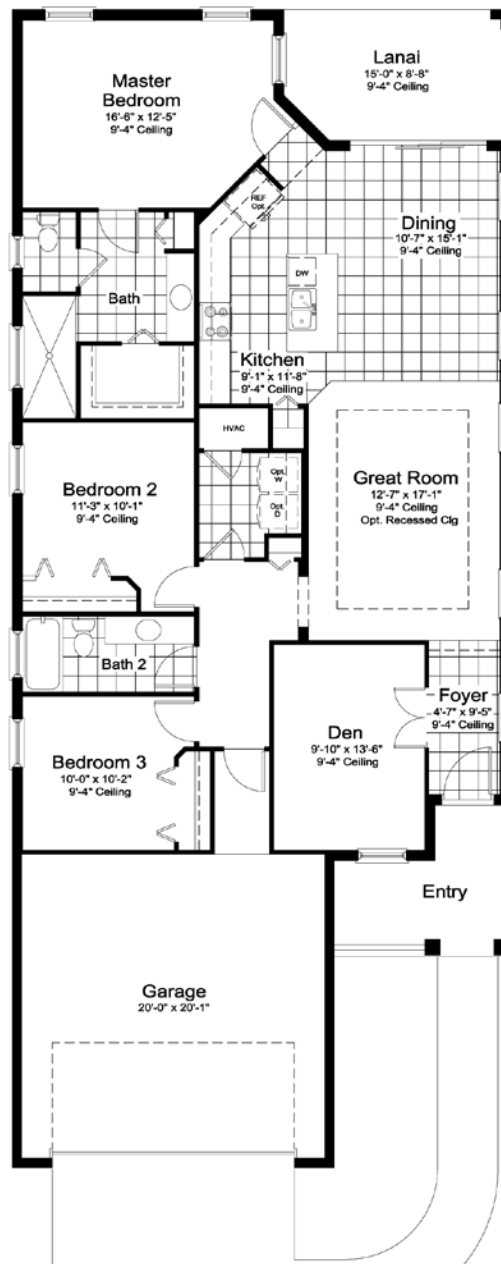 Master
Bedroom
16'-6" x 12'-5"
9'-4" Ceiling
Lanai
15'-0" x 8'-8"
9'-4" Ceiling
REF
Opt.
Dining
10'-7" x 15'-1"
9'-4" Ceiling
Bath
DW
Kitchen
9'-1" x 11'-8"
9'-4" Ceiling
HVAC
Opt.
W
Opt.
D
Bedroom 2
11'-3" x 10'-1"
9'-4" Ceiling
Great Room
12'-7" x 17'-1"
9'-4" Ceiling
Opt. Recessed Clg
Bath 2
Foyer
4'-7" x 9'-5"
9'-4" Ceiling
Den
9'-10" x 13'-6"
9'-4" Ceiling
Bedroom 3
10'-0" x 10'-2"
9'-4" Ceiling
Entry
Garage
20'-0" x 20'-1"